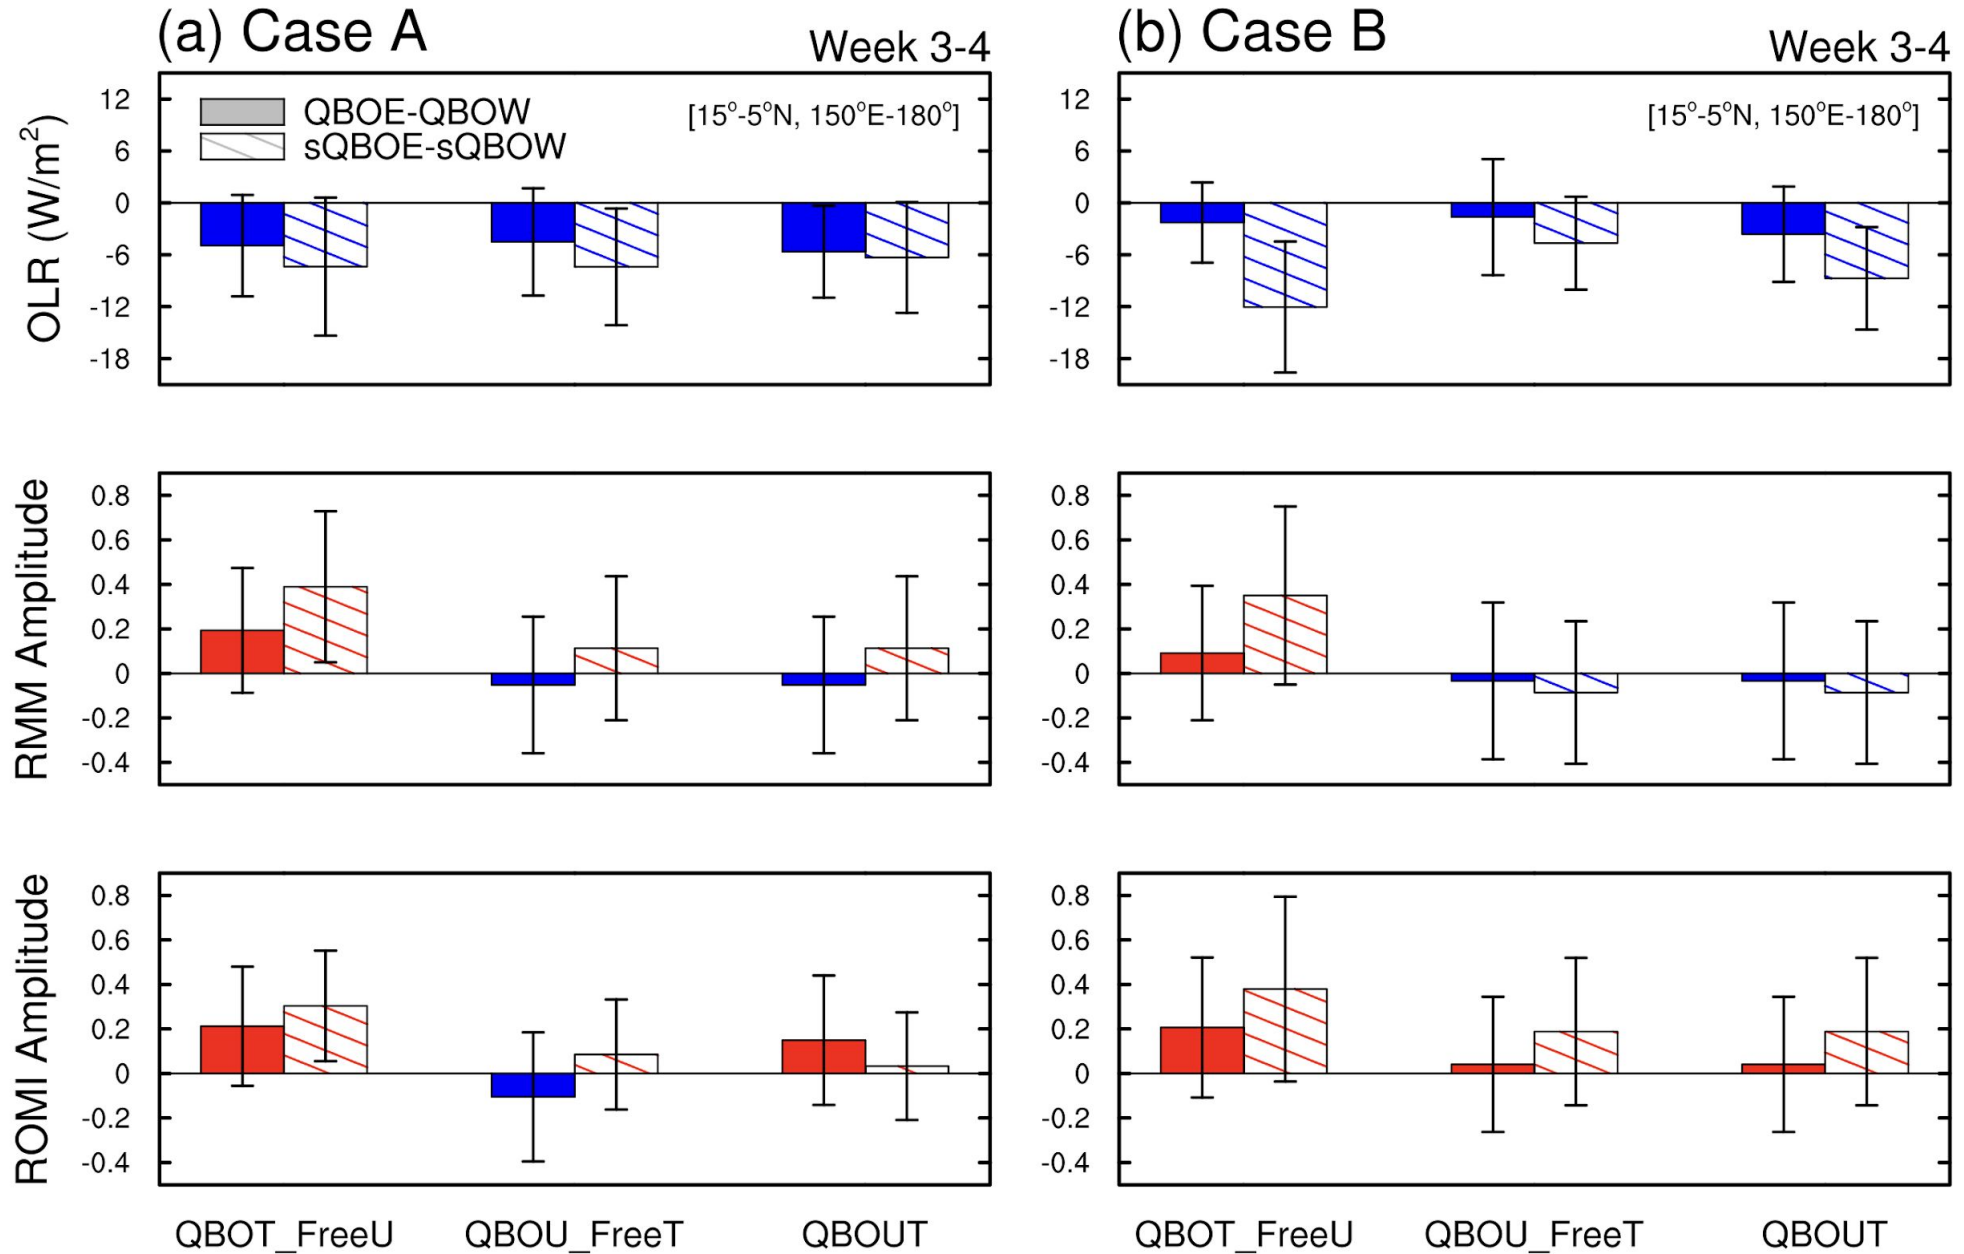 (a) Case A
Week 3-4
(b) Case B
Week 3-4
OLR (W/m²)
12
6
0
-6
-12
-18
QBOE-QBOW
sQBOE-sQBOW
[15°-5°N, 150°E-180°]
12
6
0
-6
-12
-18
[15°-5°N, 150°E-180°]
RMM Amplitude
0.8
0.6
0.4
0.2
0
-0.2
-0.4
0.8
0.6
0.4
0.2
0
-0.2
-0.4
ROMI Amplitude
0.8
0.6
0.4
0.2
0
-0.2
-0.4
0.8
0.6
0.4
0.2
0
-0.2
-0.4
QBOT_FreeU
QBOU_FreeT
QBOUT
QBOT_FreeU
QBOU_FreeT
QBOUT